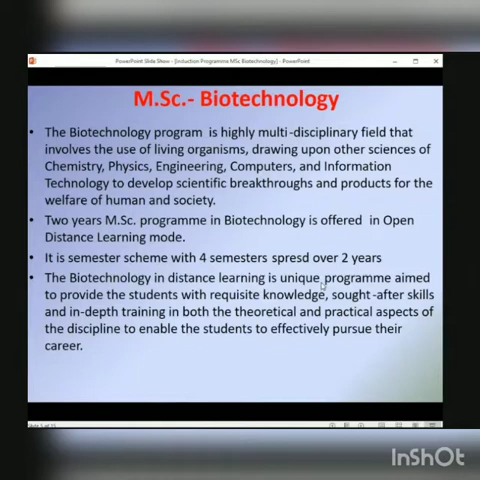 PowerPoint Slide Show - [Induction Programme MSc Biotechnology] - PowerPoint
M.Sc.- Biotechnology
• The Biotechnology program is highly multi-disciplinary field that
involves the use of living organisms, drawing upon other sciences of
Chemistry, Physics, Engineering, Computers, and Information
Technology to develop scientific breakthroughs and products for the
welfare of human and society.
• Two years M.Sc. programme in Biotechnology is offered in Open
Distance Learning mode.
• It is semester scheme with 4 semesters spresd over 2 years
• The Biotechnology in distance learning is unique programme aimed
to provide the students with requisite knowledge, sought-after skills
and in-depth training in both the theoretical and practical aspects of
the discipline to enable the students to effectively pursue their
career.
InShOt